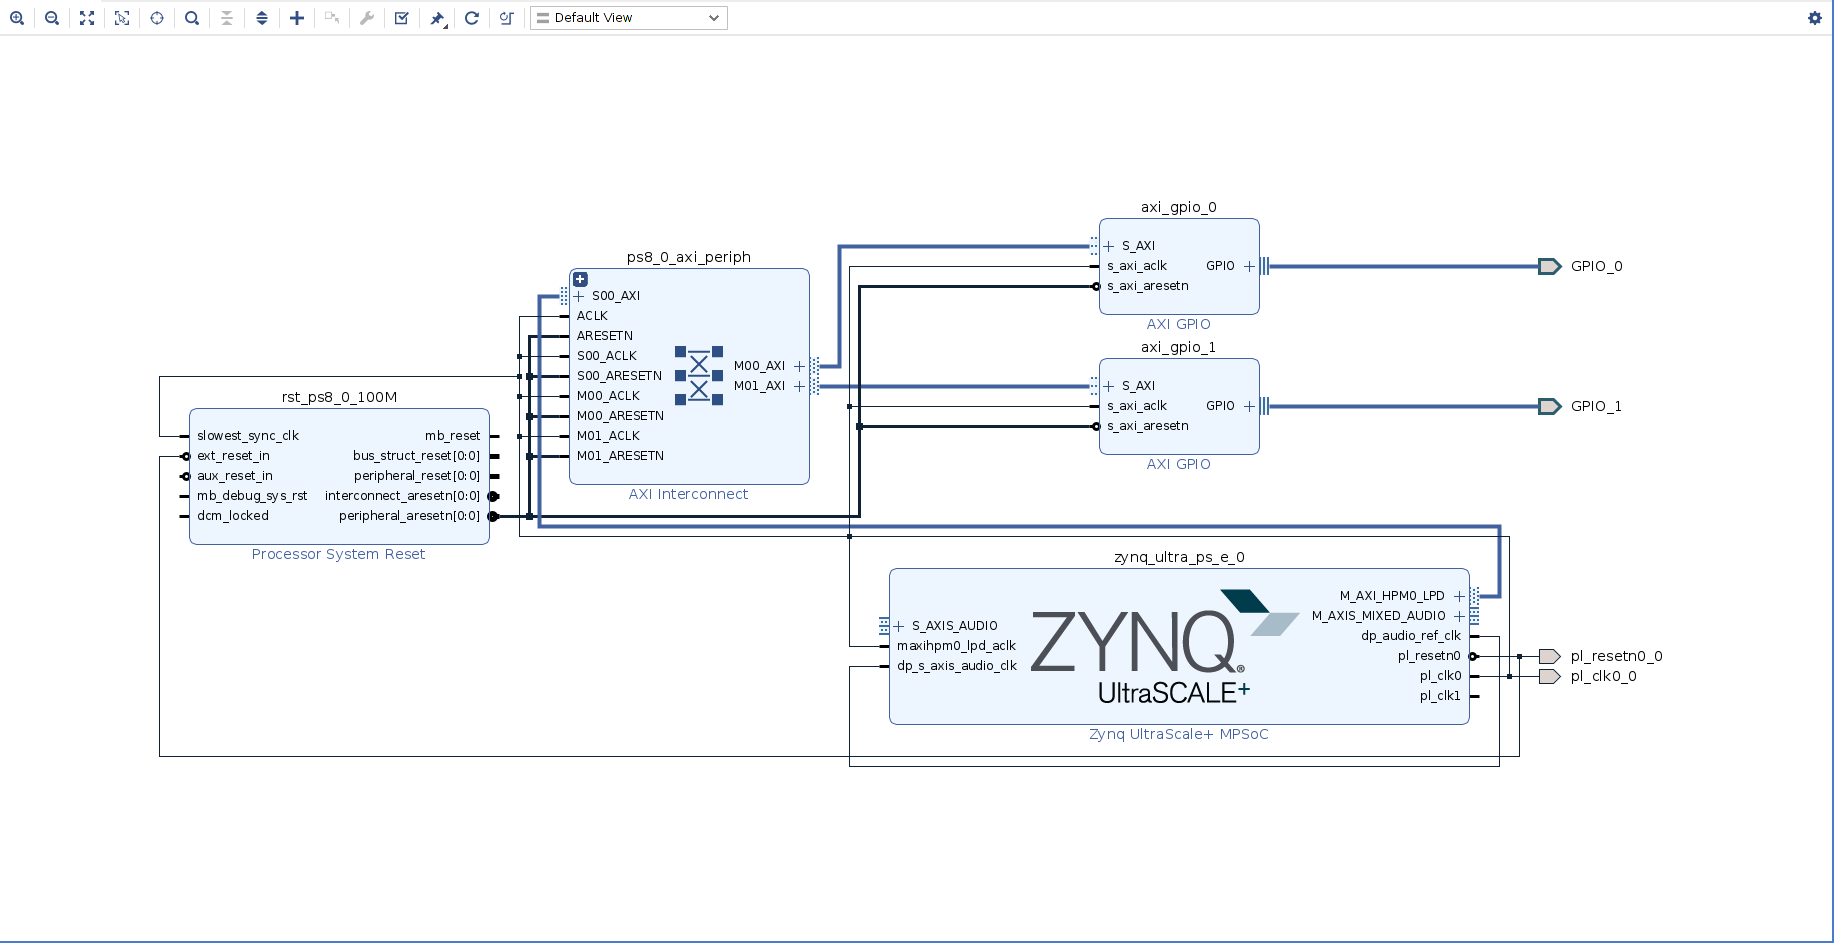 Default View
axi_gpio_0
S_AXI
s_axi_aclk
s_axi_aresetn
GPIO
AXI GPIO
GPIO_0
ps8_0_axi_periph
S00_AXI
ACLK
ARESETN
S00_ACLK
S00_ARESETN
M00_ACLK
M00_ARESETN
M01_ACLK
M01_ARESETN
M00_AXI
M01_AXI
AXI Interconnect
axi_gpio_1
S_AXI
s_axi_aclk
s_axi_aresetn
GPIO
AXI GPIO
GPIO_1
rst_ps8_0_100M
slowest_sync_clk
ext_reset_in
aux_reset_in
mb_debug_sys_rst
dcm_locked
mb_reset
bus_struct_reset[0:0]
peripheral_reset[0:0]
interconnect_aresetn[0:0]
peripheral_aresetn[0:0]
Processor System Reset
zynq_ultra_ps_e_0
S_AXIS_AUDIO
maxihpm0_lpd_aclk
dp_s_axis_audio_clk
ZYNQ
UltraSCALE+
M_AXI_HPM0_LPD
M_AXIS_MIXED_AUDIO
dp_audio_ref_clk
pl_resetn0
pl_clk0
pl_clk1
Zynq UltraScale+ MPSoC
pl_resetn0_0
pl_clk0_0